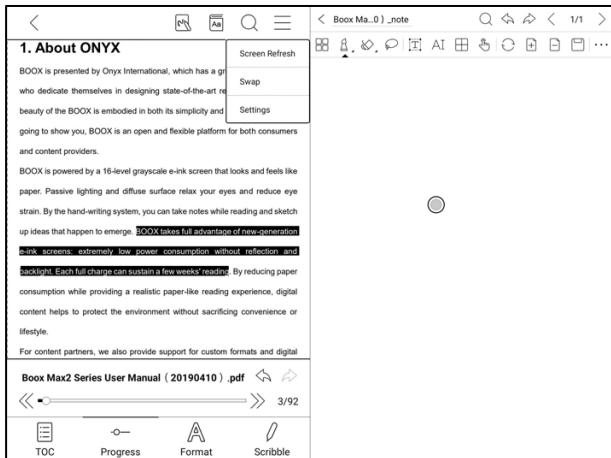 Aa
< Boox Ma...0 ) _note
1/1
T AI
1. About ONYX
Screen Refresh
Swap
Settings
BOOX is presented by Onyx International, which has a gr
who dedicate themselves in designing state-of-the-art re
beauty of the BOOX is embodied in both its simplicity and
going to show you, BOOX is an open and flexible platform for both consumers
and content providers.
BOOX is powered by a 16-level grayscale e-ink screen that looks and feels like
paper. Passive lighting and diffuse surface relax your eyes and reduce eye
strain. By the hand-writing system, you can take notes while reading and sketch
up ideas that happen to emerge. BOOX takes full advantage of new-generation
e-ink screens: extremely low power consumption without reflection and
backlight. Each full charge can sustain a few weeks' reading. By reducing paper
consumption while providing a realistic paper-like reading experience, digital
content helps to protect the environment without sacrificing convenience or
lifestyle.
For content partners, we also provide support for custom formats and digital
Boox Max2 Series User Manual ( 20190410 ) .pdf
3/92
TOC
Progress
Format
Scribble